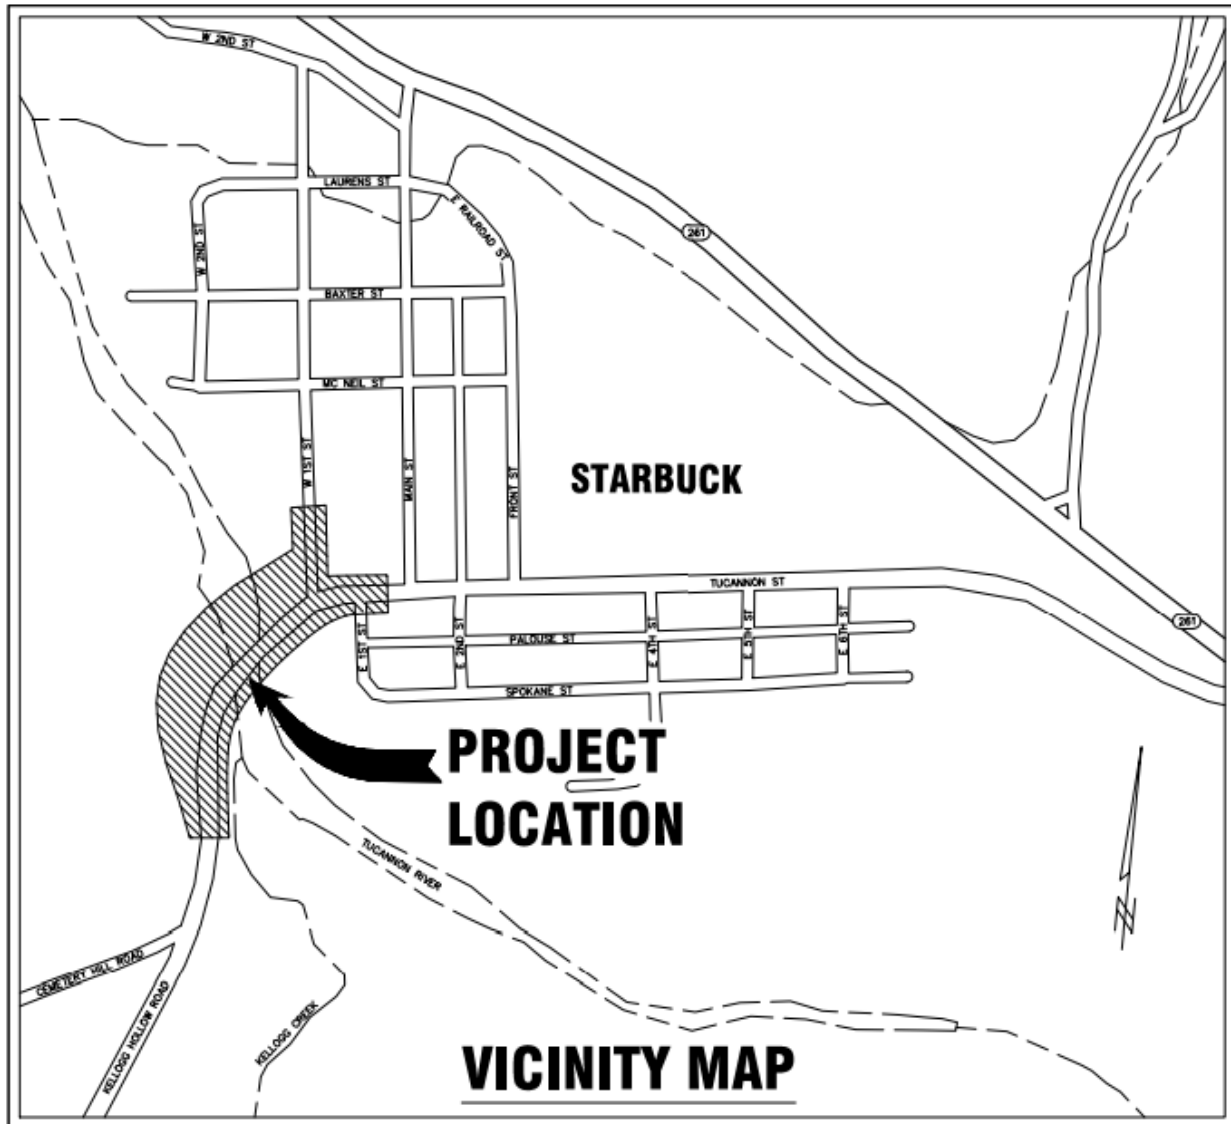 W 2ND ST
LAURENS ST
E RAILROAD ST
261
W 2ND ST
BAXTER ST
MC NEIL ST
W 1ST ST
MAIN ST
FRONT ST
STARBUCK
TUCANNON ST
261
E 1ST ST
E 2ND ST
PALOUSE ST
E 4TH ST
E 5TH ST
E 6TH ST
SPOKANE ST
PROJECT
LOCATION
TUCANNON RIVER
N
CEMETERY HILL ROAD
KELLOGG HOLLOW ROAD
KELLOGG CREEK
VICINITY MAP